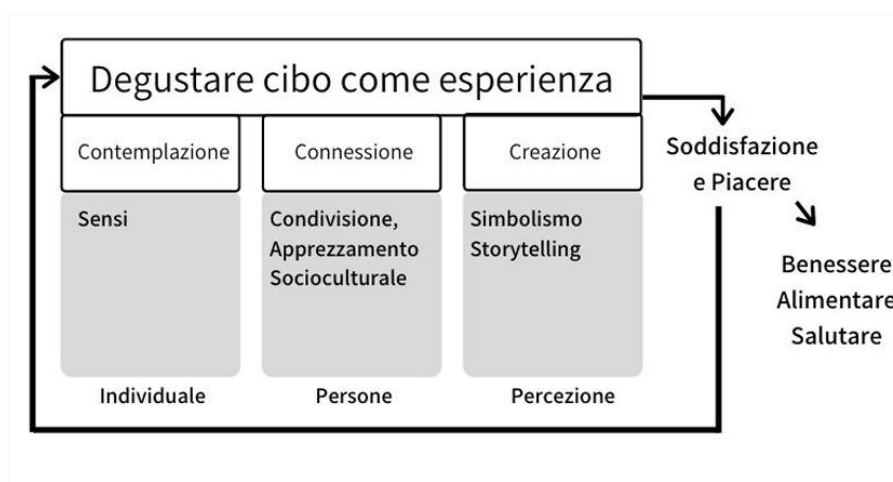 Degustare cibo come esperienza
Contemplazione
Connessione
Creazione
Soddisfazione
e Piacere
Sensi
Condivisione,
Apprezzamento
Socioculturale
Simbolismo
Storytelling
Benessere
Alimentare
Salutare
Individuale
Persone
Percezione